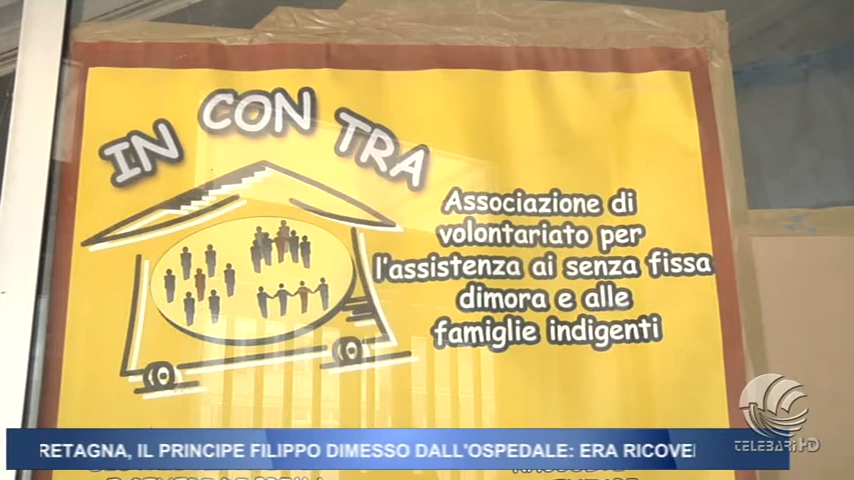 IN CON TRA
Associazione di
volontariato per
l'assistenza ai senza fissa
dimora e alle
famiglie indigenti
RETAGNA, IL PRINCIPE FILIPPO DIMESSO DALL'OSPEDALE: ERA RICOVE
TELEBARI HD